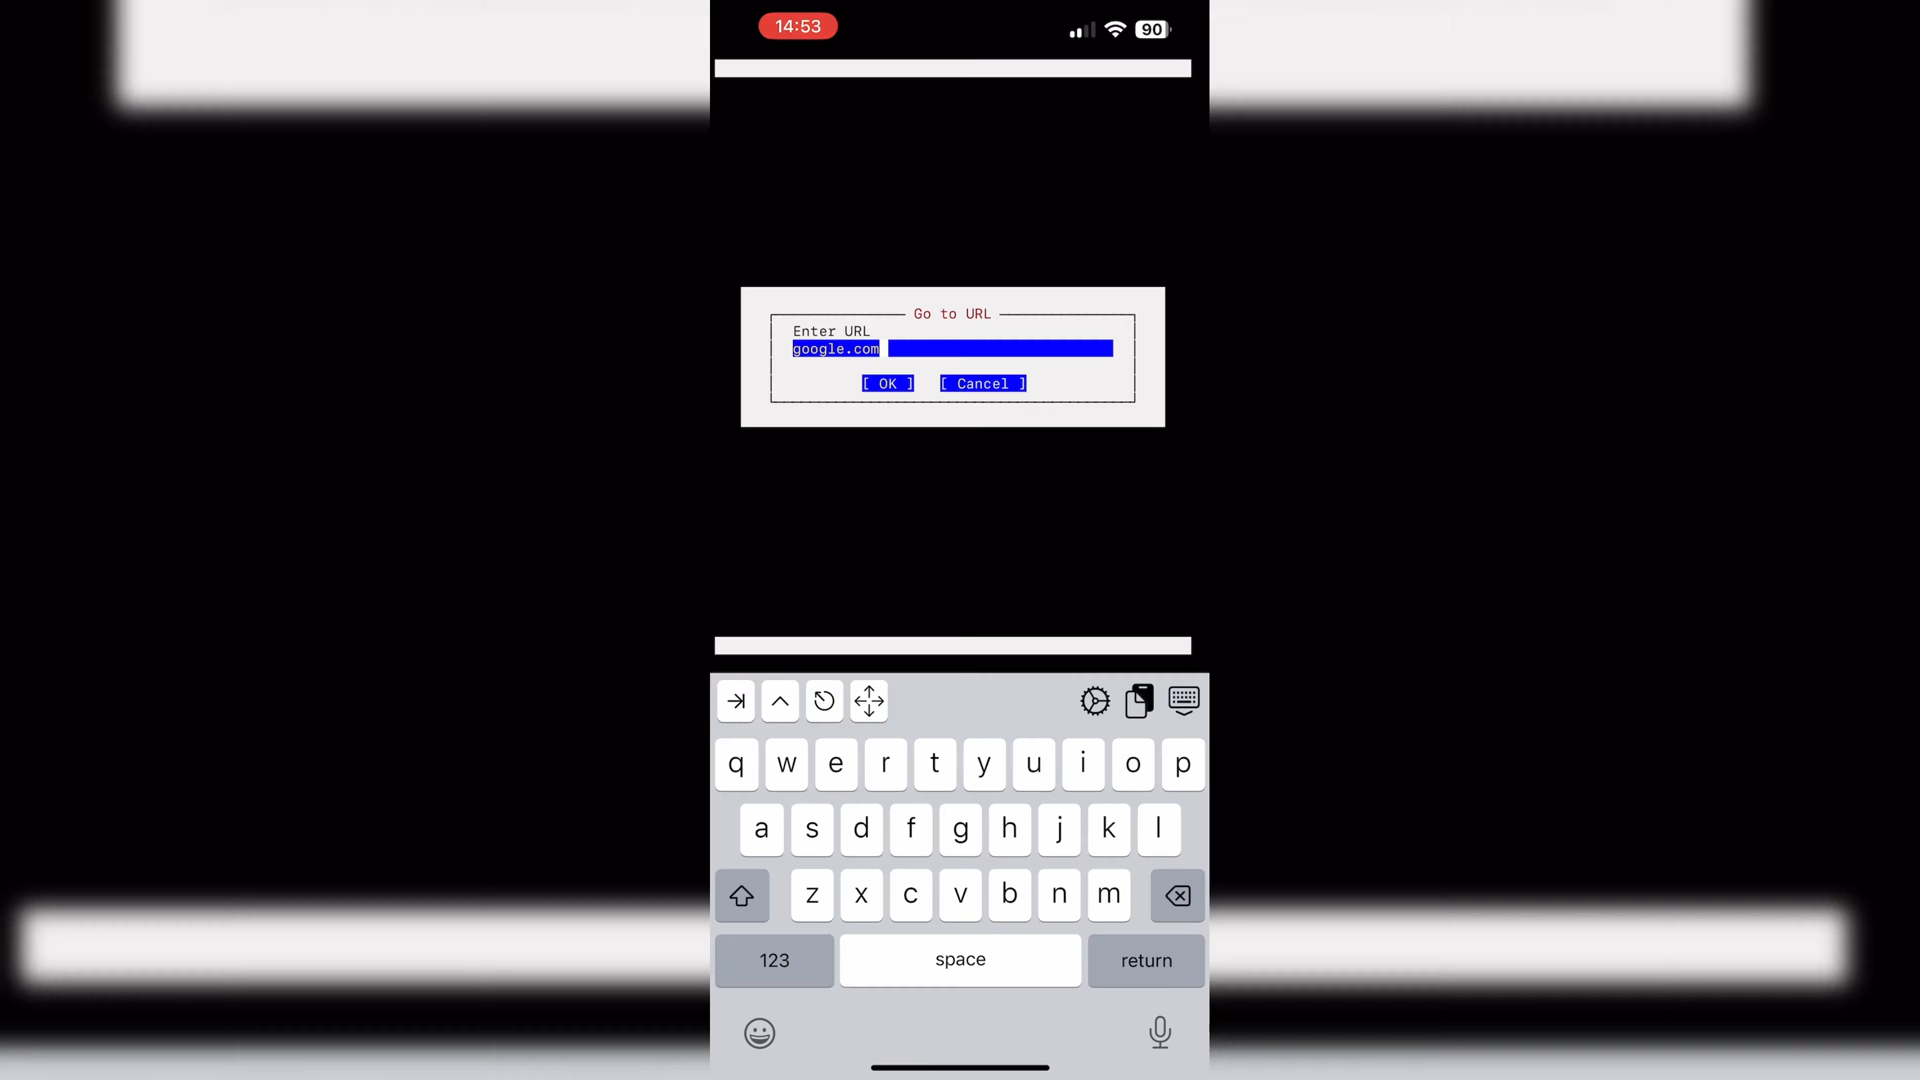 14:53
90
Go to URL
Enter URL
google.com
[ OK ] [ Cancel ]
q w e r t y u i o p
a s d f g h j k l
z x c v b n m
123 space return